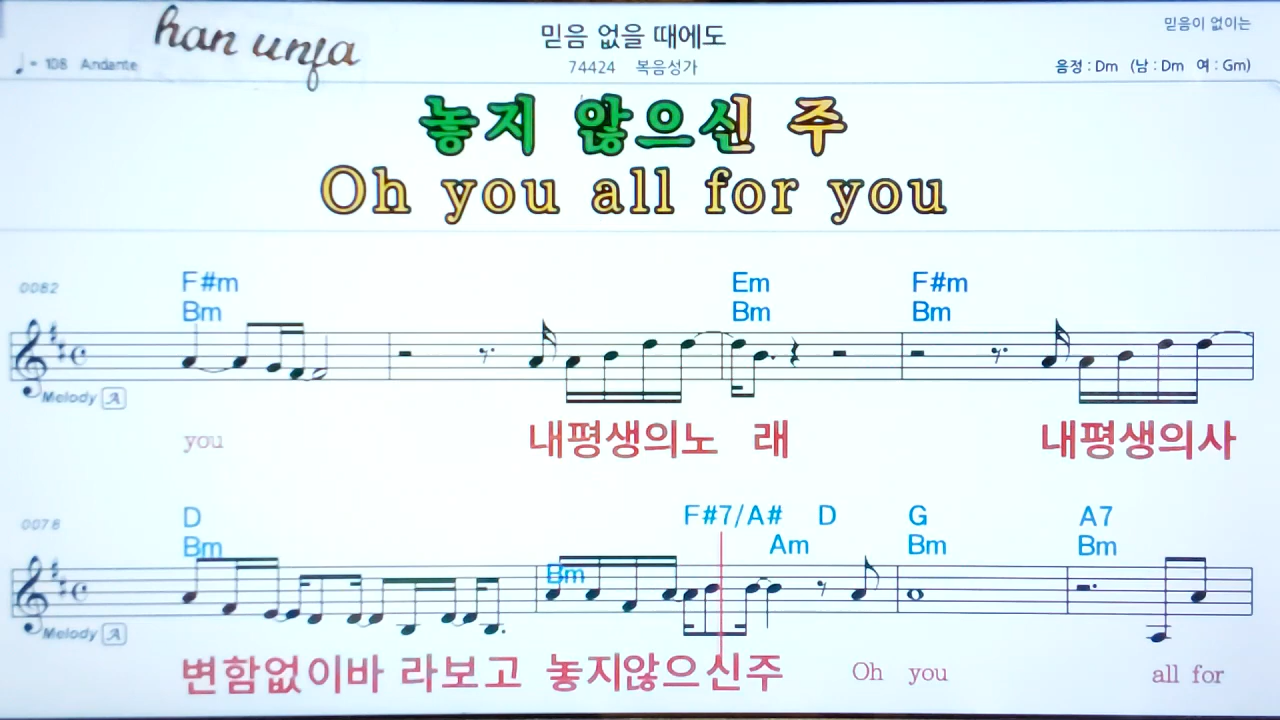 han unfa
믿음 없을 때에도
믿음이 없이는
♩= 108 Andante
74424 복음성가
음정 : Dm (남 : Dm 여 : Gm)
놓지 않으신 주
Oh you all for you
0082
F#m Em F#m
Bm Bm Bm
Melody A
you 내평생의노 래 내평생의사
0078
D F#7/A# D G A7
Bm Am Bm Bm
Bm
Melody A
변함없이바 라보고 놓지않으신주 Oh you all for